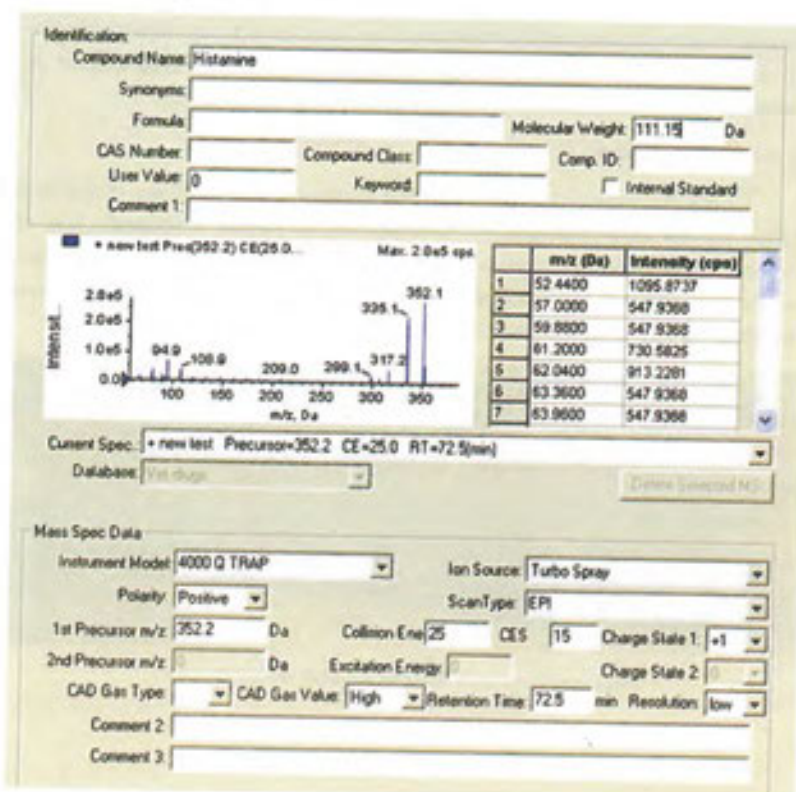 Identification:
Compound Name: Histamine
Synonyms:
Formula: Molecular Weight: 111.15 Da
CAS Number: Compound Class: Comp. ID:
User Value: 0 Keyword: Internal Standard
Comment 1:
+ new test Prec(352.2) CE(25.0... Max. 2.8e5 cps
Intensit...
2.8e5
2.0e5
1.0e5
0.0
94.9
108.9
209.0
299.1
317.2
335.1
352.1
100 150 200 250 300 350
m/z, Da
m/z (Da) Intensity (cps)
1 52.4400 1095.8737
2 57.0000 547.9368
3 59.8800 547.9368
4 61.2000 730.5825
5 62.0400 913.2281
6 63.3600 547.9368
7 63.9600 547.9368
Current Spec.: + new test Precursor=352.2 CE=25.0 RT=72.5(min)
Database: Vet drugs
Delete Selected MS
Mass Spec Data
Instrument Model: 4000 Q TRAP Ion Source: Turbo Spray
Polarity: Positive ScanType: EPI
1st Precursor m/z: 352.2 Da Collision Ene 25 CES 15 Charge State 1: +1
2nd Precursor m/z: 0 Da Excitation Energy: 0 Charge State 2: 0
CAD Gas Type: CAD Gas Value: High Retention Time: 72.5 min Resolution: low
Comment 2:
Comment 3: